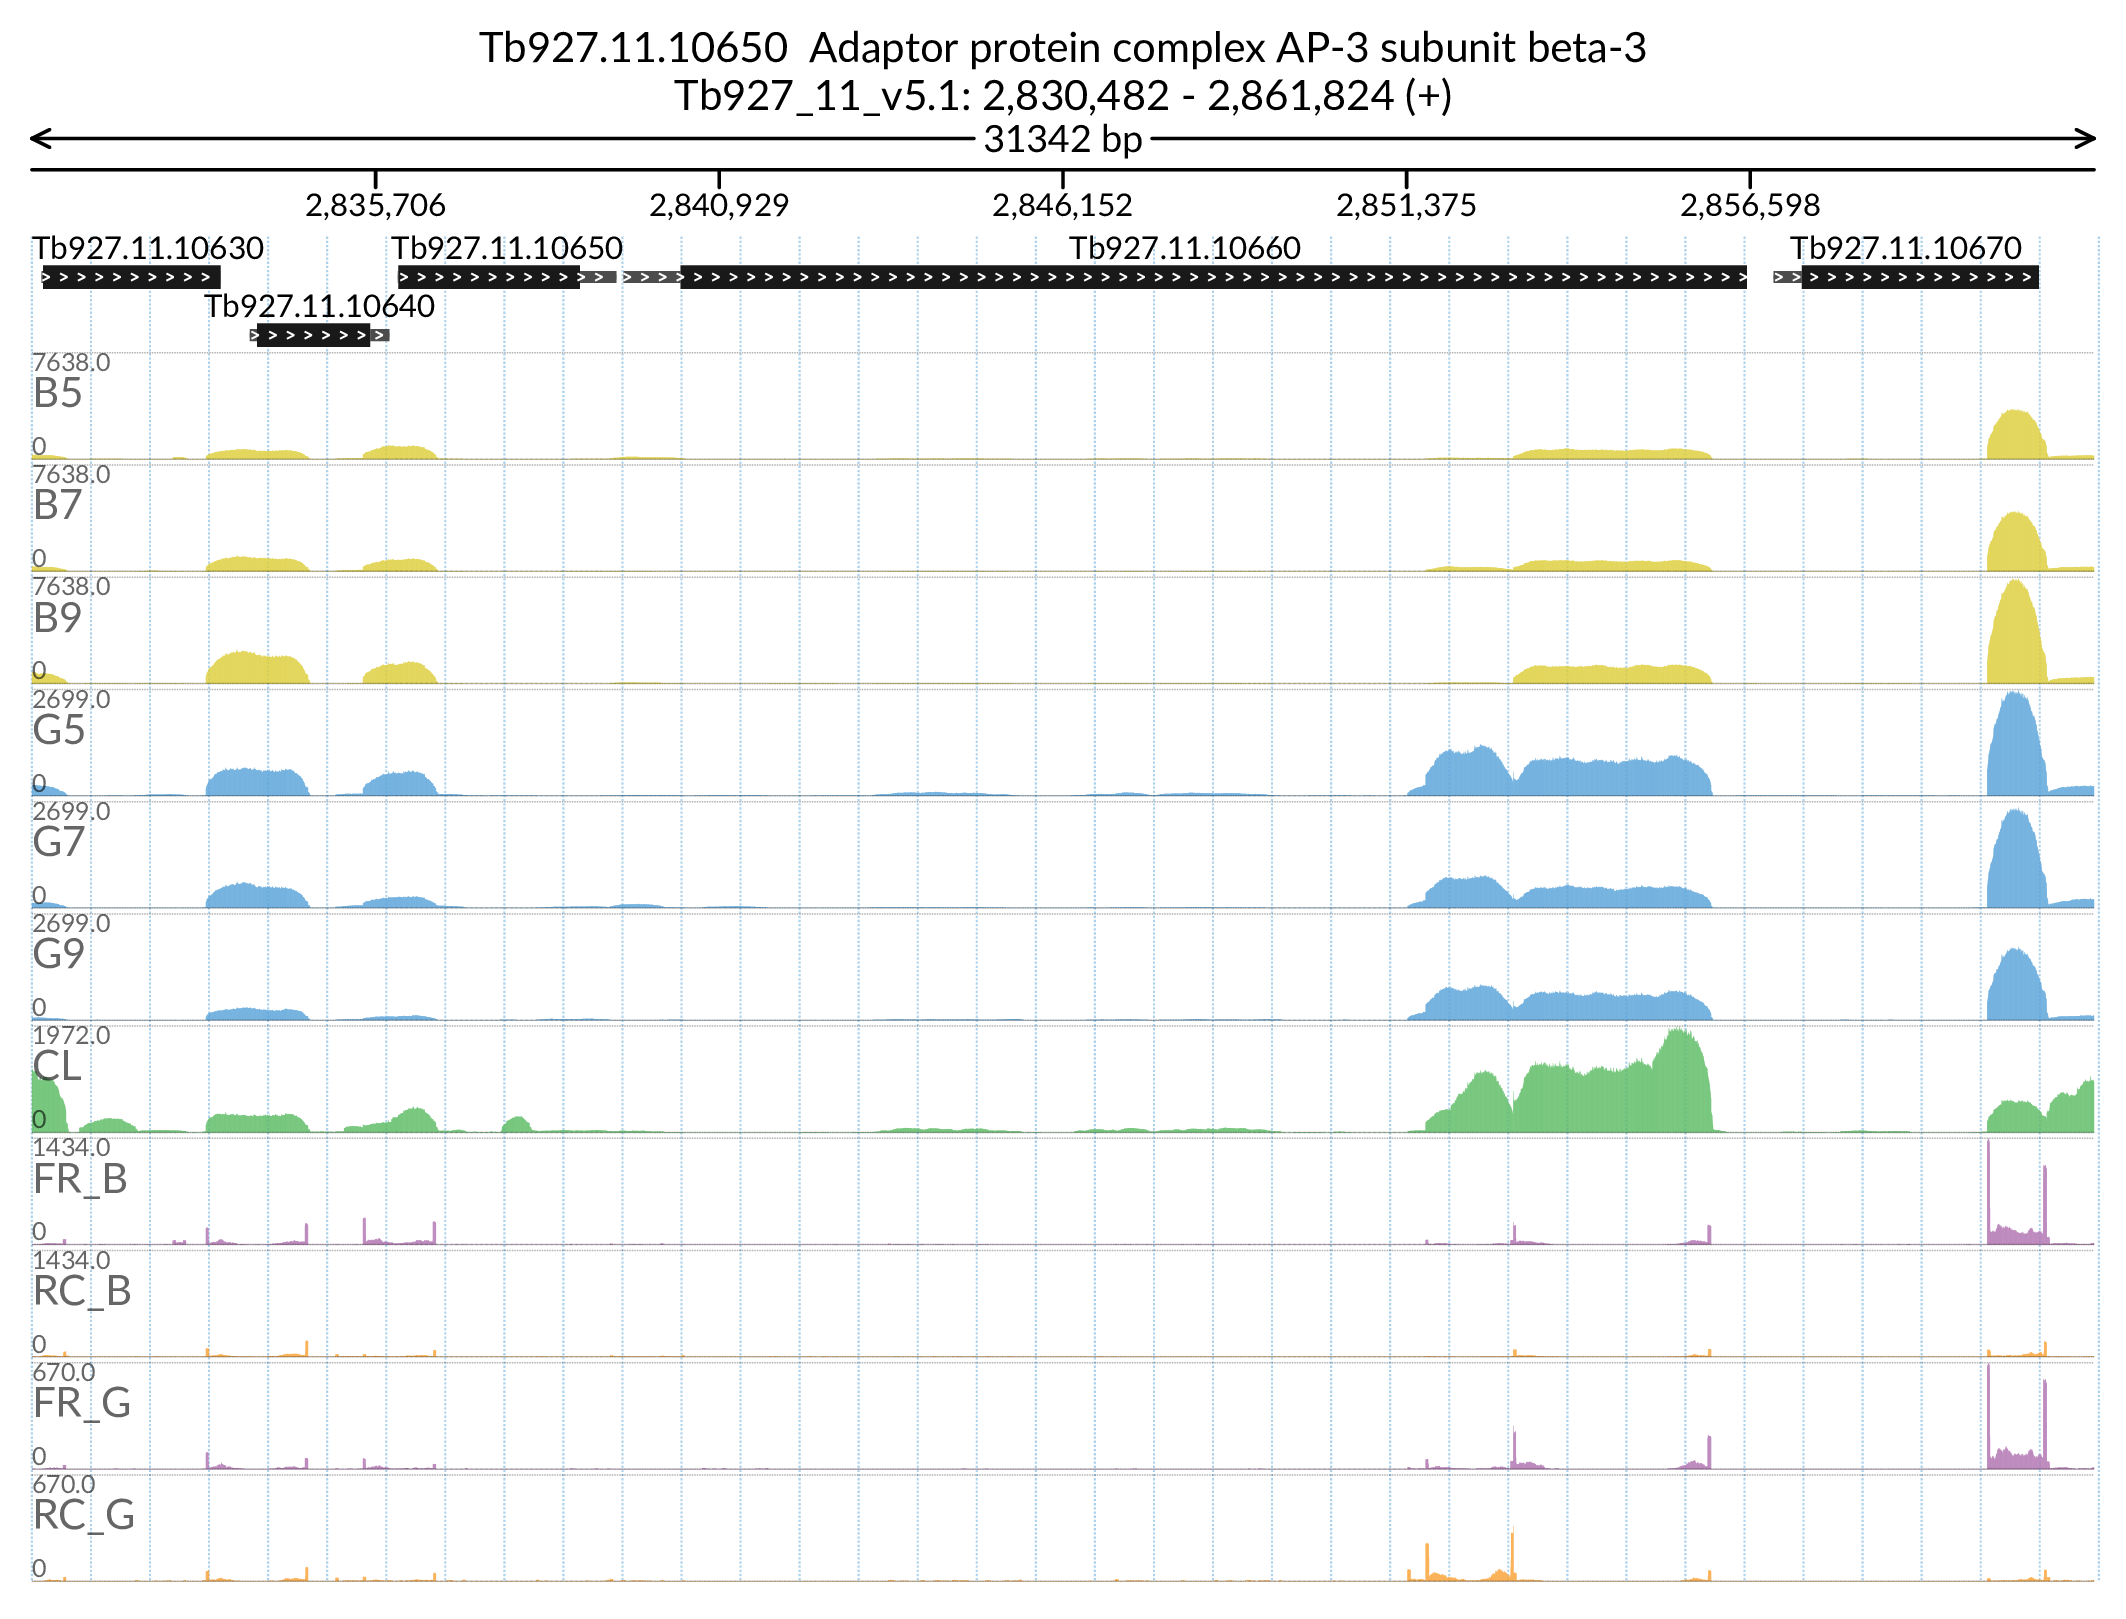 Tb927.11.10650  Adaptor protein complex AP-3 subunit beta-3
Tb927_11_v5.1: 2,830,482 - 2,861,824 (+)
31342 bp
2,835,706 2,840,929 2,846,152 2,851,375 2,856,598
Tb927.11.10630 Tb927.11.10650 Tb927.11.10660 Tb927.11.10670
Tb927.11.10640
7638.0
B5
0
7638.0
B7
0
7638.0
B9
0
2699.0
G5
0
2699.0
G7
0
2699.0
G9
0
1972.0
CL
0
1434.0
FR_B
0
1434.0
RC_B
0
670.0
FR_G
0
670.0
RC_G
0